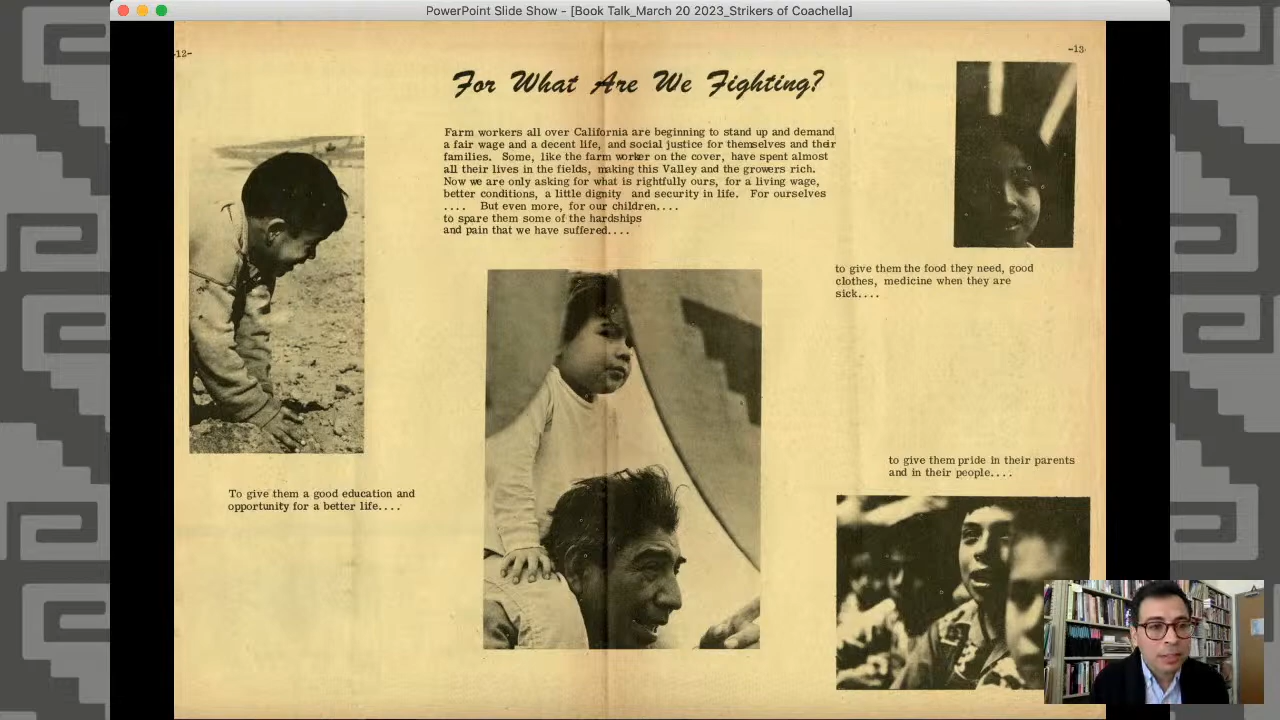 PowerPoint Slide Show - [Book Talk_March 20 2023_Strikers of Coachella]
-12-
-13-
For What Are We Fighting?
Farm workers all over California are beginning to stand up and demand
a fair wage and a decent life, and social justice for themselves and their
families. Some, like the farm worker on the cover, have spent almost
all their lives in the fields, making this Valley and the growers rich.
Now we are only asking for what is rightfully ours, for a living wage,
better conditions, a little dignity and security in life. For ourselves
.... But even more, for our children....
to spare them some of the hardships
and pain that we have suffered....
to give them the food they need, good
clothes, medicine when they are
sick....
to give them pride in their parents
and in their people....
To give them a good education and
opportunity for a better life....